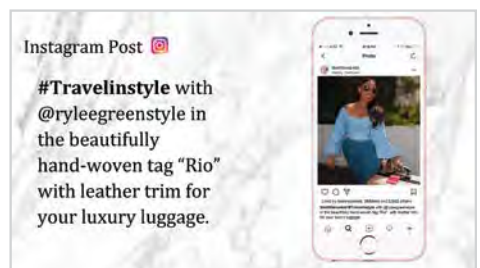 Instagram Post
#Travelinstyle with
@ryleegreenstyle in
the beautifully
hand-woven tag “Rio”
with leather trim for
your luxury luggage.
Photo